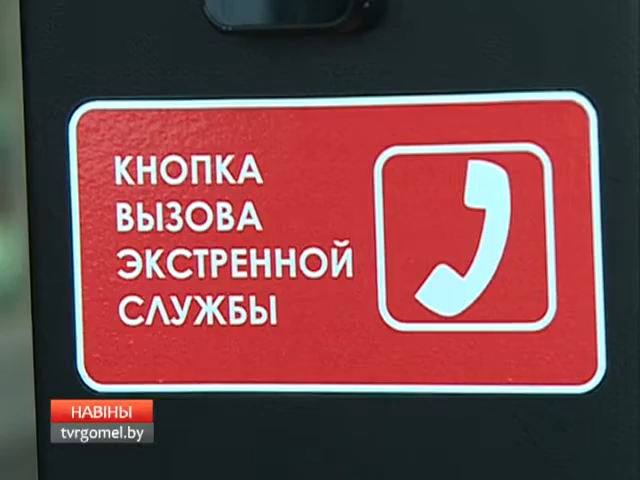 КНОПКА
ВЫЗОВА
ЭКСТРЕННОЙ
СЛУЖБЫ
НАВІНЫ
tvrgomel.by